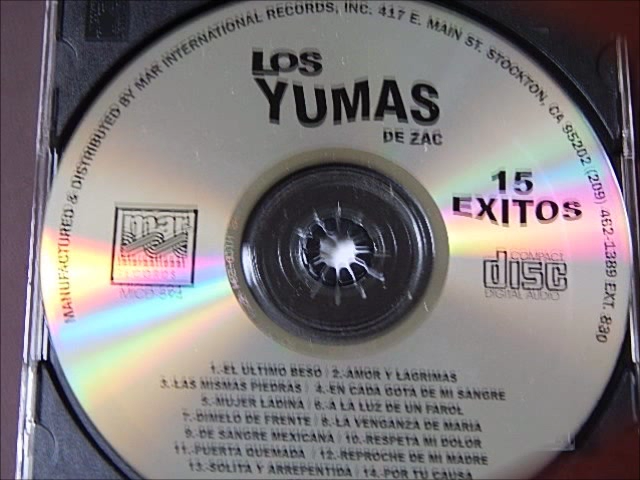 MANUFACTURED & DISTRIBUTED BY MAR INTERNATIONAL RECORDS, INC. 417 E. MAIN ST. STOCKTON, CA 95202 (209) 462-1389 EXT. 839
LOS
YUMAS
DE ZAC
15
EXITOS
mar
International
RECORDS
COMPACT
disc
DIGITAL AUDIO
1.-EL ULTIMO BESO / 2.-AMOR Y LAGRIMAS
3.-LAS MISMAS PIEDRAS / 4.-EN CADA GOTA DE MI SANGRE
5.-MUJER LADINA / 6.-A LA LUZ DE UN FAROL
7.-DIMELO DE FRENTE / 8.-LA VENGANZA DE MARIA
9.-DE SANGRE MEXICANA / 10.-RESPETA MI DOLOR
11.-PUERTA QUEMADA / 12.-REPROCHE DE MI MADRE
13.-SOLITA Y ARREPENTIDA / 14.-POR TU CAUSA